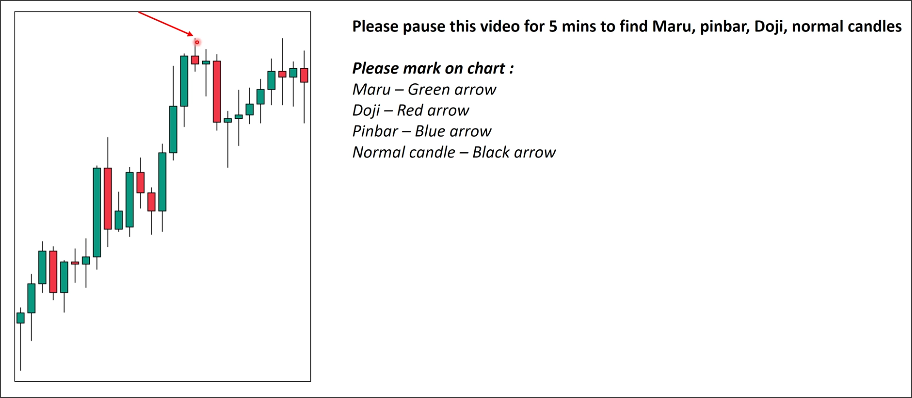 Please pause this video for 5 mins to find Maru, pinbar, Doji, normal candles
Please mark on chart :
Maru – Green arrow
Doji – Red arrow
Pinbar – Blue arrow
Normal candle – Black arrow